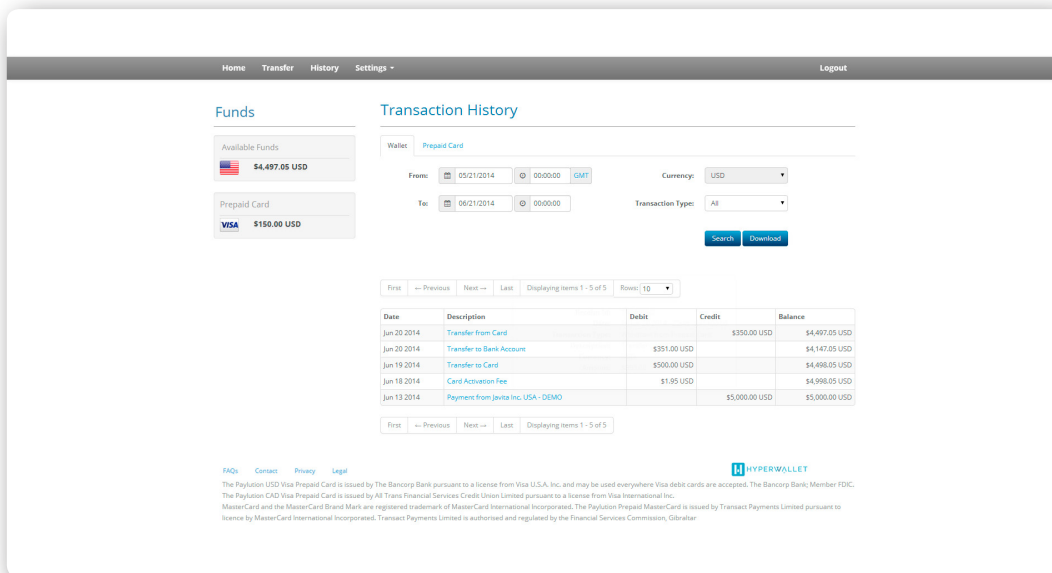 Home Transfer History Settings Logout
Funds
Available Funds
$4,497.05 USD
Prepaid Card
VISA $150.00 USD
Transaction History
Wallet Prepaid Card
From: 05/21/2014 00:00:00 GMT Currency: USD
To: 06/21/2014 00:00:00 Transaction Type: All
Search Download
First ← Previous Next → Last Displaying items 1 - 5 of 5 Rows: 10
Date Description Debit Credit Balance
Jun 20 2014 Transfer from Card $350.00 USD $4,497.05 USD
Jun 20 2014 Transfer to Bank Account $351.00 USD $4,147.05 USD
Jun 19 2014 Transfer to Card $500.00 USD $4,498.05 USD
Jun 18 2014 Card Activation Fee $1.95 USD $4,998.05 USD
Jun 13 2014 Payment from Javita Inc. USA - DEMO $5,000.00 USD $5,000.00 USD
First ← Previous Next → Last Displaying items 1 - 5 of 5
FAQs Contact Privacy Legal
HYPERWALLET
The Paylution USD Visa Prepaid Card is issued by The Bancorp Bank pursuant to a license from Visa U.S.A. Inc. and may be used everywhere Visa debit cards are accepted. The Bancorp Bank; Member FDIC.
The Paylution CAD Visa Prepaid Card is issued by All Trans Financial Services Credit Union Limited pursuant to a license from Visa International Inc.
MasterCard and the MasterCard Brand Mark are registered trademark of MasterCard International Incorporated. The Paylution Prepaid MasterCard is issued by Transact Payments Limited pursuant to
licence by MasterCard International Incorporated. Transact Payments Limited is authorised and regulated by the Financial Services Commission, Gibraltar